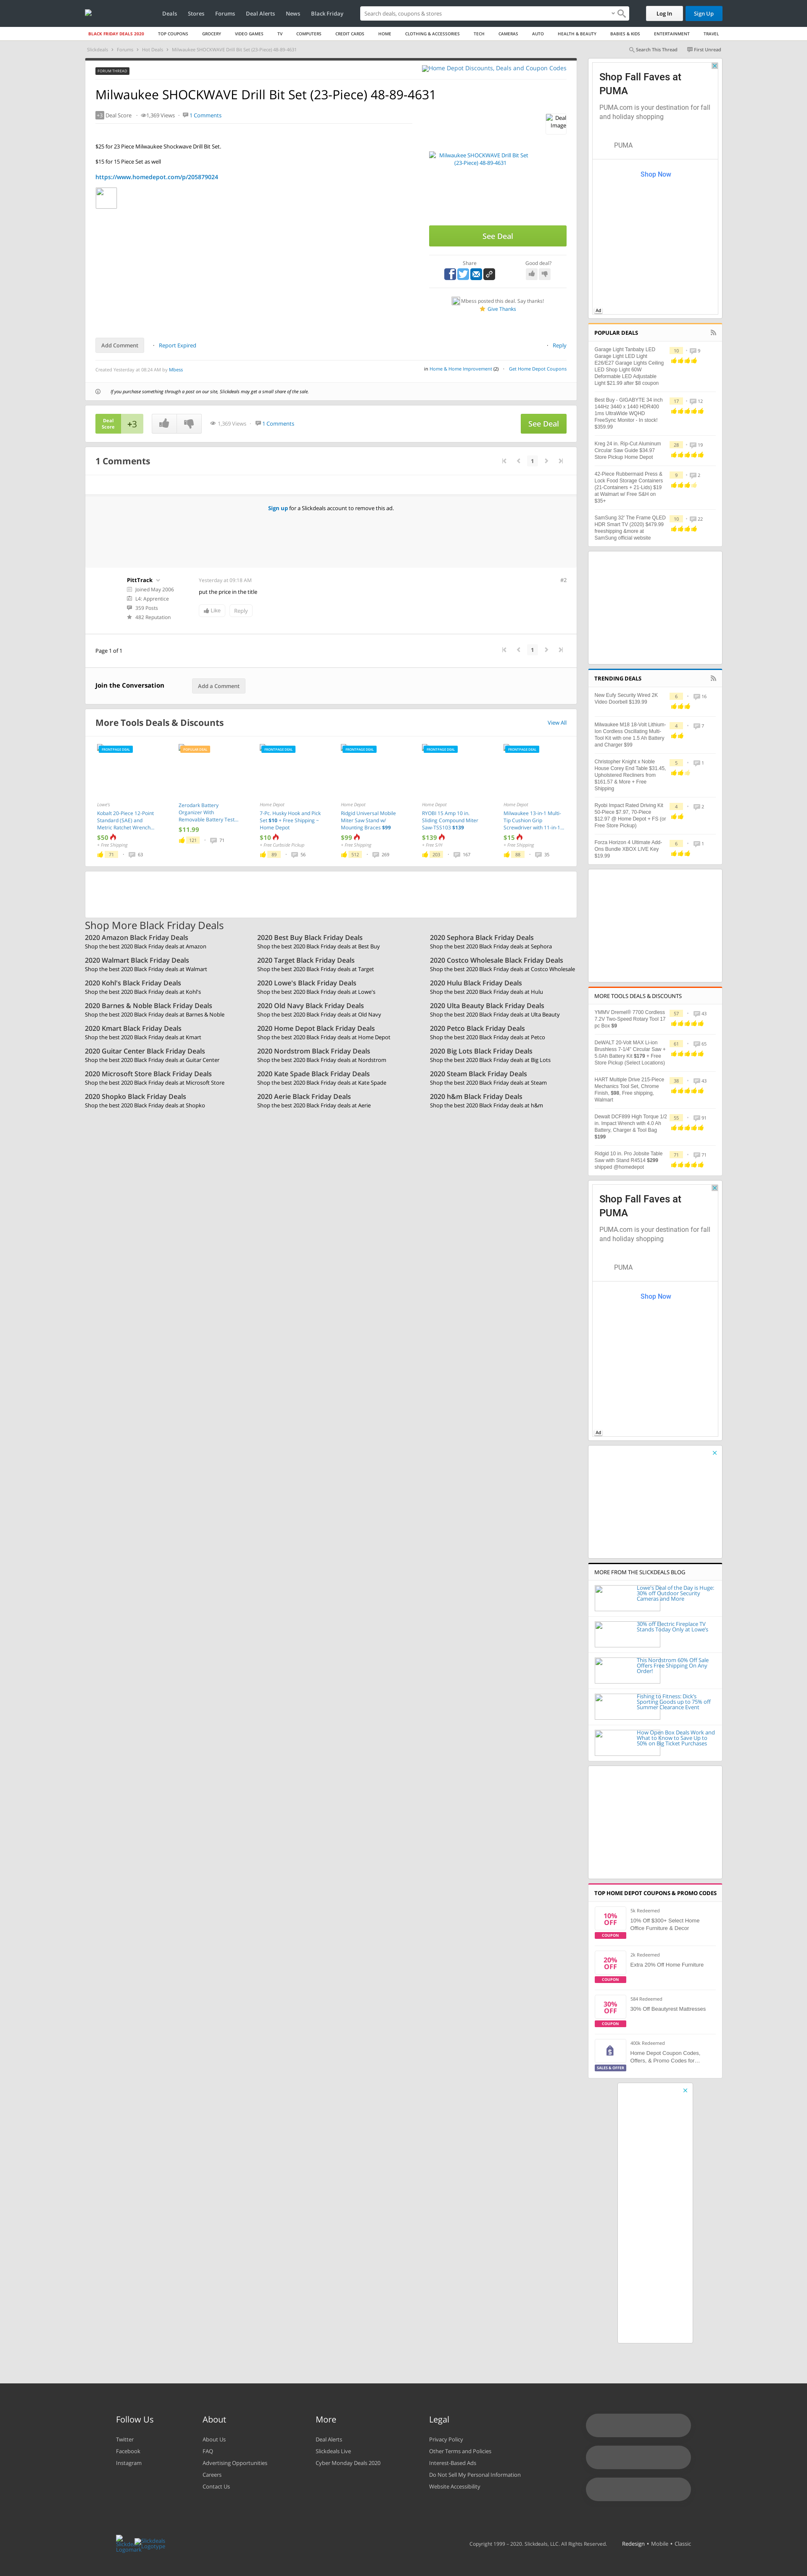 Deals Stores Forums Deal Alerts News Black Friday Search deals, coupons & stores Log In Sign Up
BLACK FRIDAY DEALS 2020 TOP COUPONS GROCERY VIDEO GAMES TV COMPUTERS CREDIT CARDS HOME CLOTHING & ACCESSORIES TECH CAMERAS AUTO HEALTH & BEAUTY BABIES & KIDS ENTERTAINMENT TRAVEL
Slickdeals Forums Hot Deals Milwaukee SHOCKWAVE Drill Bit Set (23-Piece) 48-89-4631 Search This Thread First Unread
FORUM THREAD
Home Depot Discounts, Deals and Coupon Codes
Milwaukee SHOCKWAVE Drill Bit Set (23-Piece) 48-89-4631
+3 Deal Score 1,369 Views 1 Comments
Deal Image
$25 for 23 Piece Milwaukee Shockwave Drill Bit Set.
$15 for 15 Piece Set as well
https://www.homedepot.com/p/205879024
Milwaukee SHOCKWAVE Drill Bit Set
(23-Piece) 48-89-4631
See Deal
Share Good deal?
Mbess posted this deal. Say thanks!
Give Thanks
Add Comment Report Expired Reply
Created Yesterday at 08:24 AM by Mbess in Home & Home Improvement (2) Get Home Depot Coupons
If you purchase something through a post on our site, Slickdeals may get a small share of the sale.
Deal Score +3 1,369 Views 1 Comments See Deal
1 Comments 1
Sign up for a Slickdeals account to remove this ad.
PittTrack Yesterday at 09:18 AM #2
Joined May 2006
put the price in the title
L4: Apprentice
359 Posts
482 Reputation
Like Reply
Page 1 of 1 1
Join the Conversation Add a Comment
More Tools Deals & Discounts View All
FRONTPAGE DEAL
Lowe's
Kobalt 20-Piece 12-Point
Standard (SAE) and
Metric Ratchet Wrench...
$50
+ Free Shipping
71 63
POPULAR DEAL
Zerodark Battery
Organizer With
Removable Battery Test...
$11.99
121 71
FRONTPAGE DEAL
Home Depot
7-Pc. Husky Hook and Pick
Set $10 + Free Shipping ~
Home Depot
$10
+ Free Curbside Pickup
89 56
FRONTPAGE DEAL
Home Depot
Ridgid Universal Mobile
Miter Saw Stand w/
Mounting Braces $99
$99
+ Free Shipping
512 269
FRONTPAGE DEAL
Home Depot
RYOBI 15 Amp 10 in.
Sliding Compound Miter
Saw-TSS103 $139
$139
+ Free S/H
203 167
FRONTPAGE DEAL
Home Depot
Milwaukee 13-in-1 Multi-
Tip Cushion Grip
Screwdriver with 11-in-1...
$15
+ Free Shipping
88 35
Shop More Black Friday Deals
2020 Amazon Black Friday Deals
Shop the best 2020 Black Friday deals at Amazon
2020 Best Buy Black Friday Deals
Shop the best 2020 Black Friday deals at Best Buy
2020 Sephora Black Friday Deals
Shop the best 2020 Black Friday deals at Sephora
2020 Walmart Black Friday Deals
Shop the best 2020 Black Friday deals at Walmart
2020 Target Black Friday Deals
Shop the best 2020 Black Friday deals at Target
2020 Costco Wholesale Black Friday Deals
Shop the best 2020 Black Friday deals at Costco Wholesale
2020 Kohl's Black Friday Deals
Shop the best 2020 Black Friday deals at Kohl's
2020 Lowe's Black Friday Deals
Shop the best 2020 Black Friday deals at Lowe's
2020 Hulu Black Friday Deals
Shop the best 2020 Black Friday deals at Hulu
2020 Barnes & Noble Black Friday Deals
Shop the best 2020 Black Friday deals at Barnes & Noble
2020 Old Navy Black Friday Deals
Shop the best 2020 Black Friday deals at Old Navy
2020 Ulta Beauty Black Friday Deals
Shop the best 2020 Black Friday deals at Ulta Beauty
2020 Kmart Black Friday Deals
Shop the best 2020 Black Friday deals at Kmart
2020 Home Depot Black Friday Deals
Shop the best 2020 Black Friday deals at Home Depot
2020 Petco Black Friday Deals
Shop the best 2020 Black Friday deals at Petco
2020 Guitar Center Black Friday Deals
Shop the best 2020 Black Friday deals at Guitar Center
2020 Nordstrom Black Friday Deals
Shop the best 2020 Black Friday deals at Nordstrom
2020 Big Lots Black Friday Deals
Shop the best 2020 Black Friday deals at Big Lots
2020 Microsoft Store Black Friday Deals
Shop the best 2020 Black Friday deals at Microsoft Store
2020 Kate Spade Black Friday Deals
Shop the best 2020 Black Friday deals at Kate Spade
2020 Steam Black Friday Deals
Shop the best 2020 Black Friday deals at Steam
2020 Shopko Black Friday Deals
Shop the best 2020 Black Friday deals at Shopko
2020 Aerie Black Friday Deals
Shop the best 2020 Black Friday deals at Aerie
2020 h&m Black Friday Deals
Shop the best 2020 Black Friday deals at h&m
Shop Fall Faves at
PUMA
PUMA.com is your destination for fall
and holiday shopping
PUMA
Shop Now
Ad
POPULAR DEALS
Garage Light Tanbaby LED
Garage Light LED Light
E26/E27 Garage Lights Ceiling
LED Shop Light 60W
Deformable LED Adjustable
Light $21.99 after $8 coupon
10 9
Best Buy - GIGABYTE 34 inch
144Hz 3440 x 1440 HDR400
1ms UltraWide WQHD
FreeSync Monitor - In stock!
$359.99
17 12
Kreg 24 in. Rip-Cut Aluminum
Circular Saw Guide $34.97
Store Pickup Home Depot
28 19
42-Piece Rubbermaid Press &
Lock Food Storage Containers
(21-Containers + 21-Lids) $19
at Walmart w/ Free S&H on
$35+
9 2
SamSung 32' The Frame QLED
HDR Smart TV (2020) $479.99
freeshipping &more at
SamSung official website
10 22
TRENDING DEALS
New Eufy Security Wired 2K
Video Doorbell $139.99
6 16
Milwaukee M18 18-Volt Lithium-
Ion Cordless Oscillating Multi-
Tool Kit with one 1.5 Ah Battery
and Charger $99
4 7
Christopher Knight x Noble
House Corey End Table $31.45,
Upholstered Recliners from
$161.57 & More + Free
Shipping
5 1
Ryobi Impact Rated Driving Kit
50-Piece $7.97, 70-Piece
$12.97 @ Home Depot + FS (or
Free Store Pickup)
4 2
Forza Horizon 4 Ultimate Add-
Ons Bundle XBOX LIVE Key
$19.99
6 1
MORE TOOLS DEALS & DISCOUNTS
YMMV Dremel® 7700 Cordless
7.2V Two-Speed Rotary Tool 17
pc Box $9
57 43
DeWALT 20-Volt MAX Li-ion
Brushless 7-1/4" Circular Saw +
5.0Ah Battery Kit $179 + Free
Store Pickup (Select Locations)
61 65
HART Multiple Drive 215-Piece
Mechanics Tool Set, Chrome
Finish, $98. Free shipping,
Walmart
38 43
Dewalt DCF899 High Torque 1/2
in. Impact Wrench with 4.0 Ah
Battery, Charger & Tool Bag
$199
55 91
Ridgid 10 in. Pro Jobsite Table
Saw with Stand R4514 $299
shipped @homedepot
71 71
Shop Fall Faves at
PUMA
PUMA.com is your destination for fall
and holiday shopping
PUMA
Shop Now
Ad
MORE FROM THE SLICKDEALS BLOG
Lowe's Deal of the Day is Huge:
30% off Outdoor Security
Cameras and More
30% off Electric Fireplace TV
Stands Today Only at Lowe's
This Nordstrom 60% Off Sale
Offers Free Shipping On Any
Order!
Fishing to Fitness: Dick's
Sporting Goods up to 75% off
Summer Clearance Event
How Open Box Deals Work and
What to Know to Save Up to
50% on Big Ticket Purchases
TOP HOME DEPOT COUPONS & PROMO CODES
10% OFF COUPON
5k Redeemed
10% Off $300+ Select Home
Office Furniture & Decor
20% OFF COUPON
2k Redeemed
Extra 20% Off Home Furniture
30% OFF COUPON
584 Redeemed
30% Off Beautyrest Mattresses
SALES & OFFER
400k Redeemed
Home Depot Coupon Codes,
Offers, & Promo Codes for...
Follow Us
Twitter
Facebook
Instagram
About
About Us
FAQ
Advertising Opportunities
Careers
Contact Us
More
Deal Alerts
Slickdeals Live
Cyber Monday Deals 2020
Legal
Privacy Policy
Other Terms and Policies
Interest-Based Ads
Do Not Sell My Personal Information
Website Accessibility
Slickdeals Logomark Slickdeals Logotype
Copyright 1999 – 2020. Slickdeals, LLC. All Rights Reserved. Redesign • Mobile • Classic